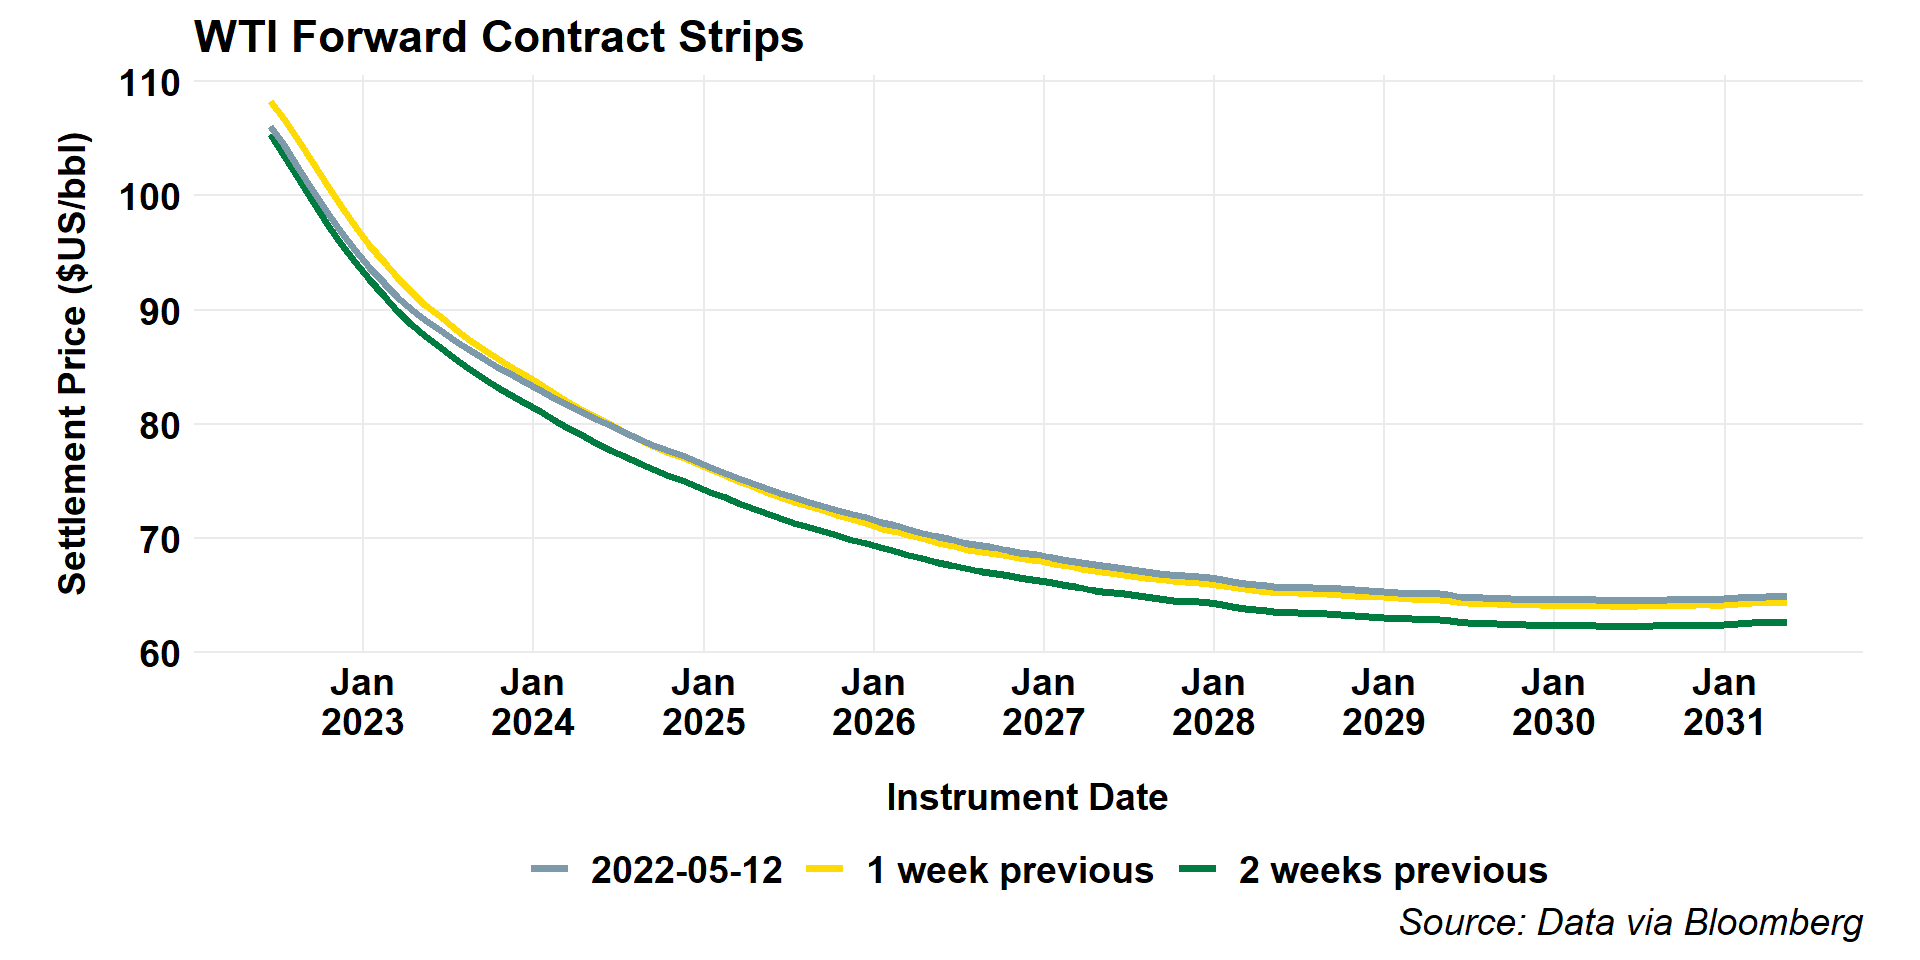 WTI Forward Contract Strips
Settlement Price ($US/bbl)
110
100
90
80
70
60
Jan 2023
Jan 2024
Jan 2025
Jan 2026
Jan 2027
Jan 2028
Jan 2029
Jan 2030
Jan 2031
Instrument Date
2022-05-12 1 week previous 2 weeks previous
Source: Data via Bloomberg